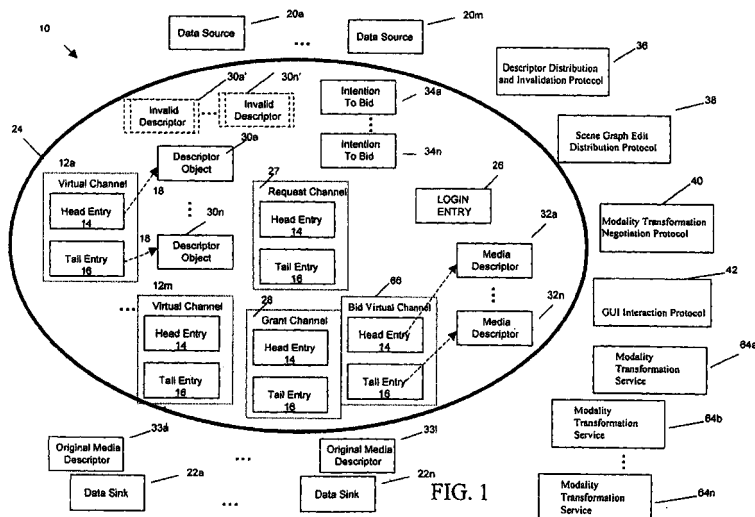 10
Data Source
20a
...
Data Source
20m
Descriptor Distribution
and Invalidation Protocol
36
30a'
30n'
Invalid
Descriptor
Invalid
Descriptor
Intention
To Bid
34a
Intention
To Bid
34n
Scene Graph Edit
Distribution Protocol
38
24
12a
Virtual Channel
Head Entry
14
Tail Entry
16
18
18
30a
Descriptor
Object
30n
Descriptor
Object
27
Request Channel
Head Entry
14
Tail Entry
16
26
LOGIN
ENTRY
32a
Media
Descriptor
32n
Media
Descriptor
40
Modality Transformation
Negotiation Protocol
42
GUI Interaction Protocol
...
12m
Virtual Channel
Head Entry
14
Tail Entry
16
28
Grant Channel
Head Entry
14
Tail Entry
16
66
Bid Virtual Channel
Head Entry
14
Tail Entry
16
64a
Modality
Transformation
Service
64b
Modality
Transformation
Service
64n
Modality
Transformation
Service
Original Media
Descriptor
...
33l
Original Media
Descriptor
22a
Data Sink
...
22n
Data Sink
FIG. 1